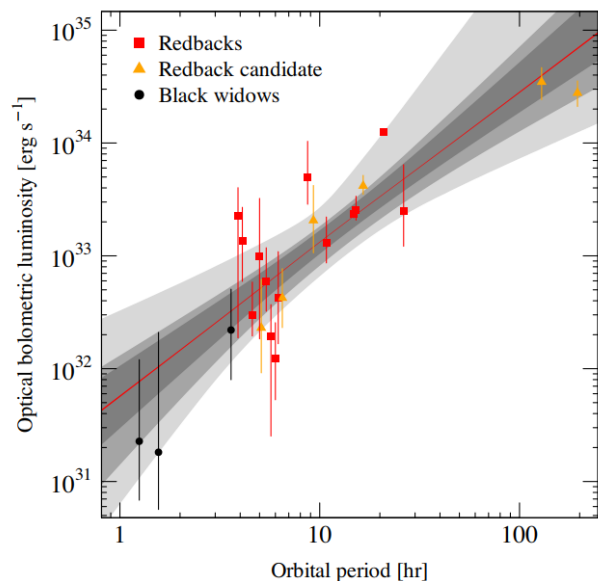 10^35
10^34
10^33
10^32
10^31
Optical bolometric luminosity [erg s^−1]
Redbacks
Redback candidate
Black widows
1
10
100
Orbital period [hr]